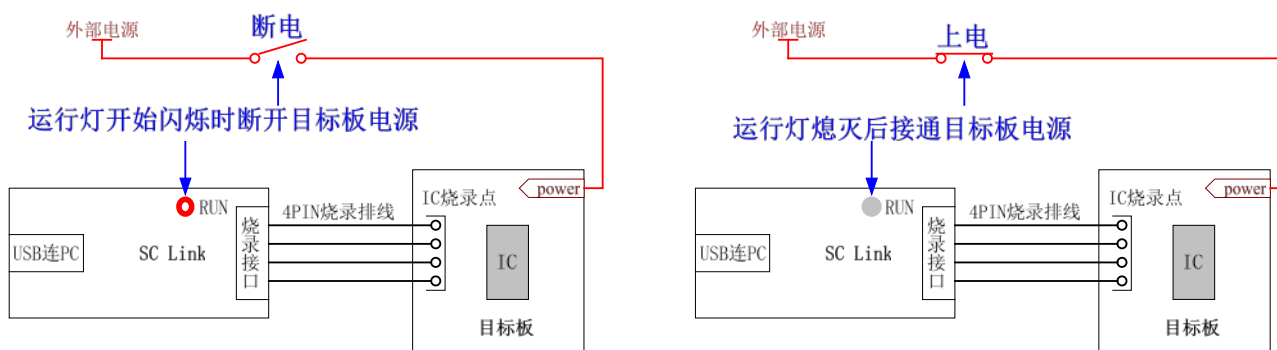 外部电源
断电
运行灯开始闪烁时断开目标板电源
RUN
USB连PC
SC Link
烧录接口
4PIN烧录排线
IC烧录点
power
IC
目标板
外部电源
上电
运行灯熄灭后接通目标板电源
RUN
USB连PC
SC Link
烧录接口
4PIN烧录排线
IC烧录点
power
IC
目标板